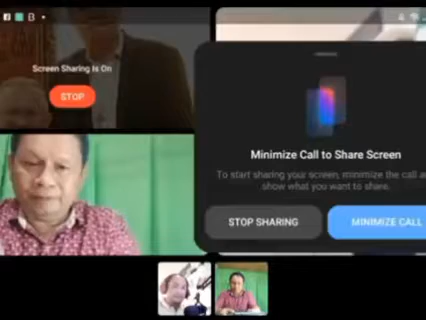 Screen Sharing Is On
STOP
Minimize Call to Share Screen
To start sharing your screen, minimize the call a
show what you want to share.
STOP SHARING
MINIMIZE CALL